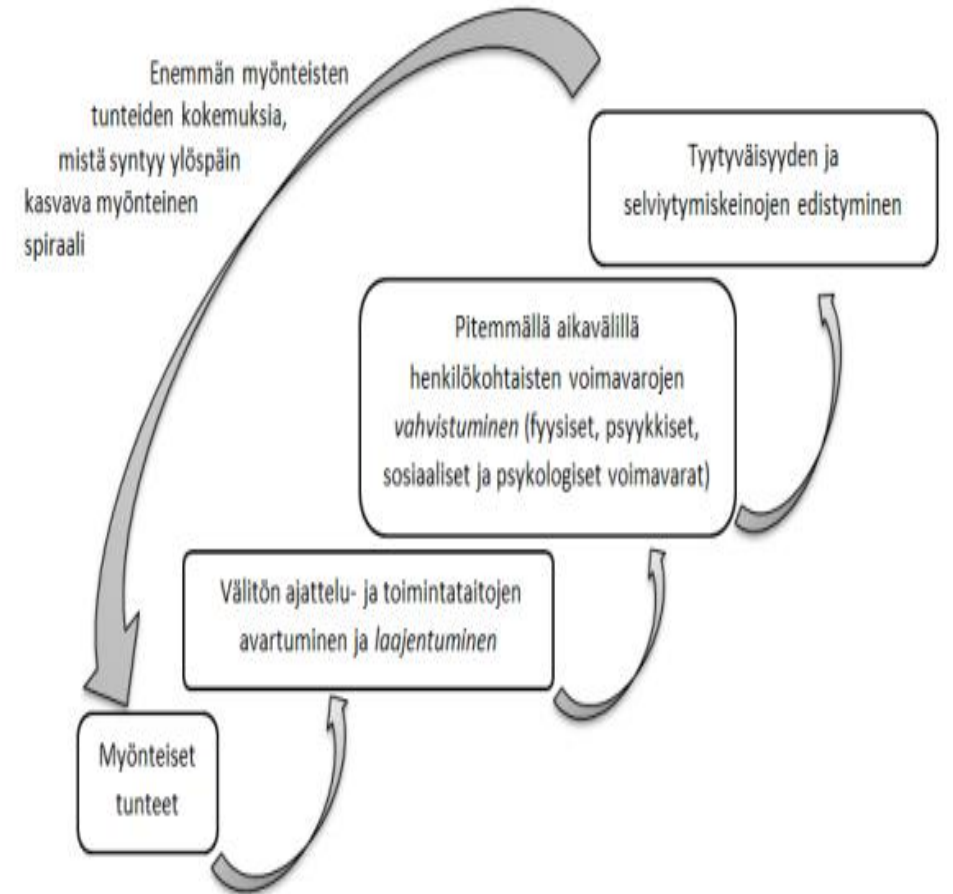 Enemmän myönteisten
tunteiden kokemuksia,
mistä syntyy ylöspäin
kasvava myönteinen
spiraali
Tyytyväisyyden ja
selviytymiskeinojen edistyminen
Pitemmällä aikavälillä
henkilökohtaisten voimavarojen
vahvistuminen (fyysiset, psyykkiset,
sosiaaliset ja psykologiset voimavarat)
Välitön ajattelu- ja toimintataitojen
avartuminen ja laajentuminen
Myönteiset
tunteet